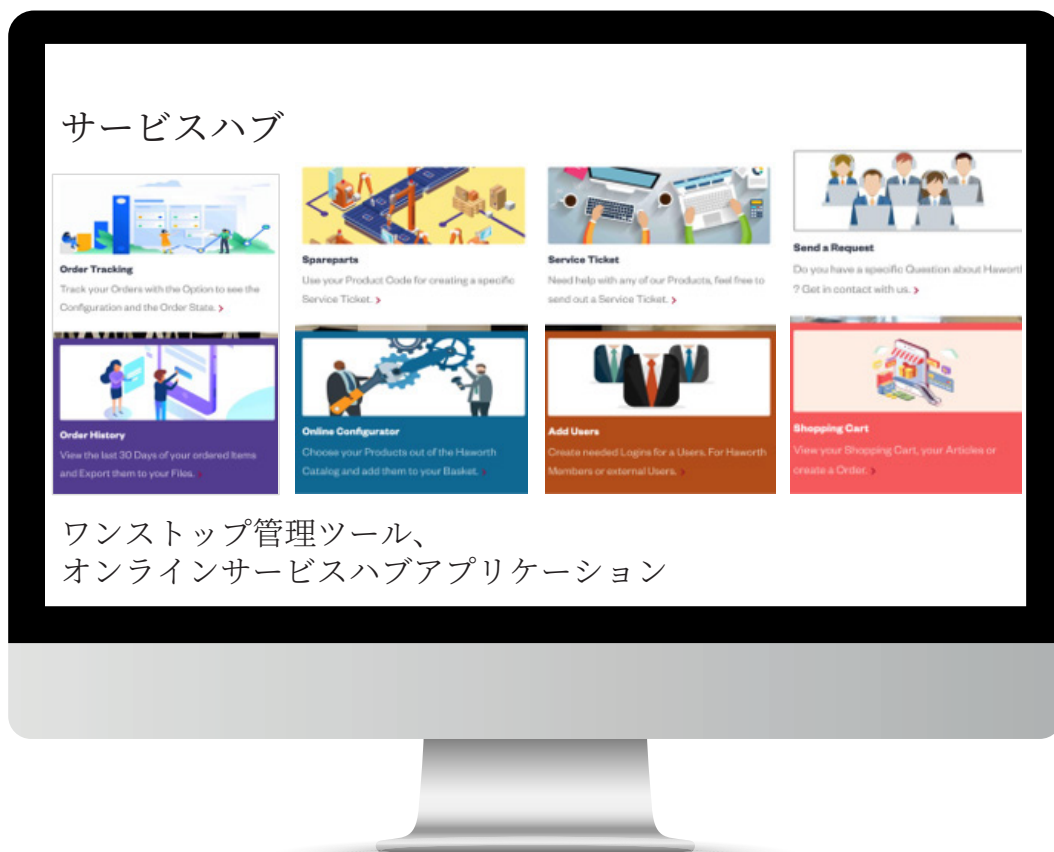 サービスハブ
Order Tracking
Track your Orders with the Option to see the
Configuration and the Order State.
Spareparts
Use your Product Code for creating a specific
Service Ticket.
Service Ticket
Need help with any of our Products, feel free to
send out a Service Ticket.
Send a Request
Do you have a specific Question about Haworth
? Get in contact with us.
Order History
View the last 30 Days of your ordered Items
and Export them to your Files.
Online Configurator
Choose your Products out of the Haworth
Catalog and add them to your Basket.
Add Users
Create needed Logins for a Users. For Haworth
Members or external Users.
Shopping Cart
View your Shopping Cart, your Articles or
create a Order.
ワンストップ管理ツール、
オンラインサービスハブアプリケーション